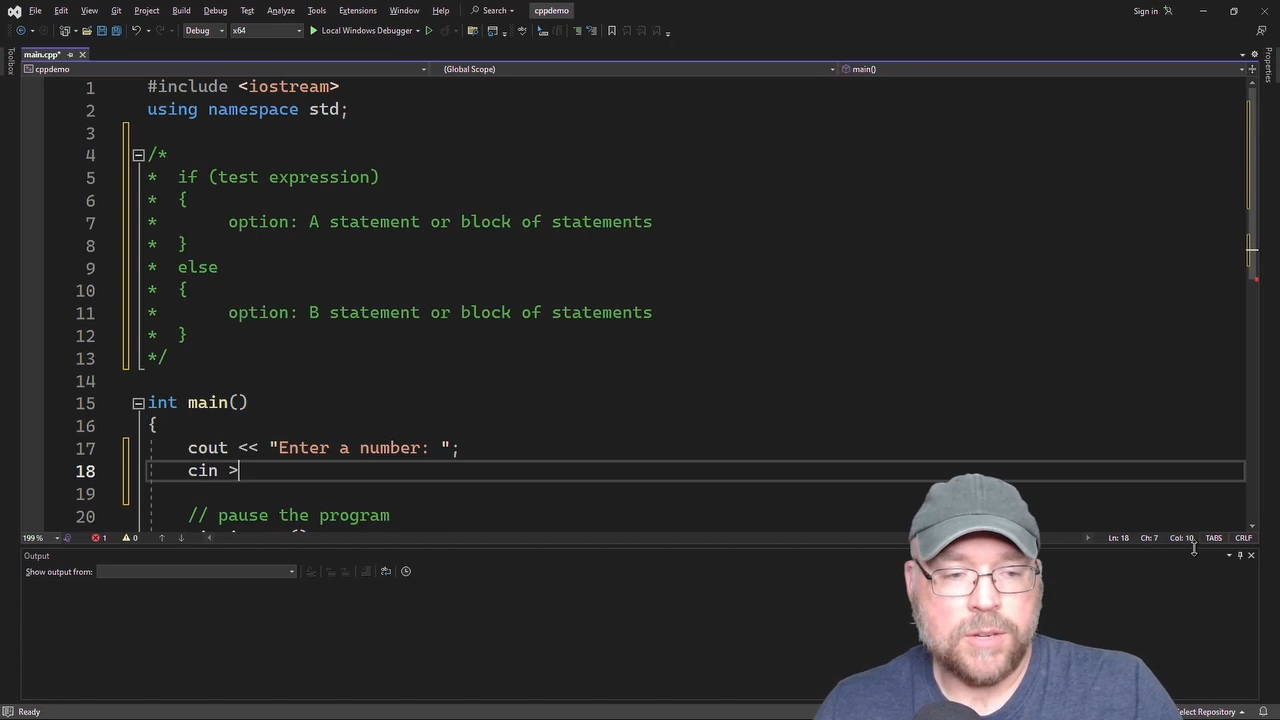 File Edit View Git Project Build Debug Test Analyze Tools Extensions Window Help Search cppdemo Sign in
Debug x64 Local Windows Debugger
main.cpp*
cppdemo (Global Scope) main()
Toolbox
Properties
1 #include <iostream>
2 using namespace std;
3
4 /*
5 * if (test expression)
6 * {
7 * option: A statement or block of statements
8 * }
9 * else
10 * {
11 * option: B statement or block of statements
12 * }
13 */
14
15 int main()
16 {
17 cout << "Enter a number: ";
18 cin >
19
20 // pause the program
199 % 1 0 Ln: 18 Ch: 7 Col: 10 TABS CRLF
Output
Show output from:
Ready Select Repository